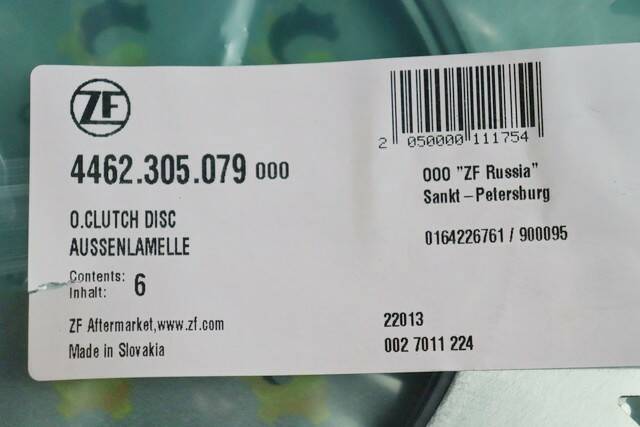 ZF
4462.305.079 000
O.CLUTCH DISC
AUSSENLAMELLE
Contents:
Inhalt: 6
ZF Aftermarket,www.zf.com
Made in Slovakia
2 050000 111754
OOO "ZF Russia"
Sankt-Petersburg
0164226761 / 900095
22013
002 7011 224